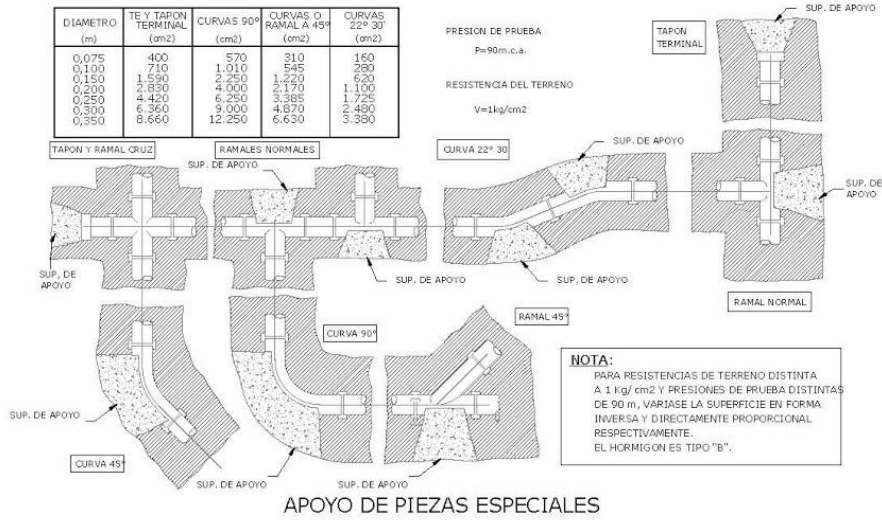 DIAMETRO (m) TE Y TAPON TERMINAL (cm2) CURVAS 90° (cm2) CURVAS O RAMAL A 45° (cm2) CURVAS 22° 30' (cm2)
0,075 400 570 310 160
0,100 710 1.010 545 280
0,150 1.590 2.250 1.220 620
0,200 2.830 4.000 2.170 1.100
0,250 4.420 6.250 3.385 1.725
0,300 6.360 9.000 4.870 2.480
0,350 8.660 12.250 6.630 3.380
PRESION DE PRUEBA
P=90m.c.a.
RESISTENCIA DEL TERRENO
V=1kg/cm2
SUP. DE APOYO
TAPON
TERMINAL
TAPON Y RAMAL CRUZ
RAMALES NORMALES
SUP. DE APOYO
CURVA 22° 30
SUP. DE APOYO
SUP. DE
APOYO
SUP. DE
APOYO
SUP. DE APOYO
SUP. DE APOYO
RAMAL NORMAL
CURVA 90°
RAMAL 45°
SUP. DE APOYO
CURVA 45°
SUP. DE APOYO
SUP. DE APOYO
NOTA:
PARA RESISTENCIAS DE TERRENO DISTINTA
A 1 Kg/ cm2 Y PRESIONES DE PRUEBA DISTINTAS
DE 90 m, VARIASE LA SUPERFICIE EN FORMA
INVERSA Y DIRECTAMENTE PROPORCIONAL
RESPECTIVAMENTE.
EL HORMIGON ES TIPO "B".
APOYO DE PIEZAS ESPECIALES